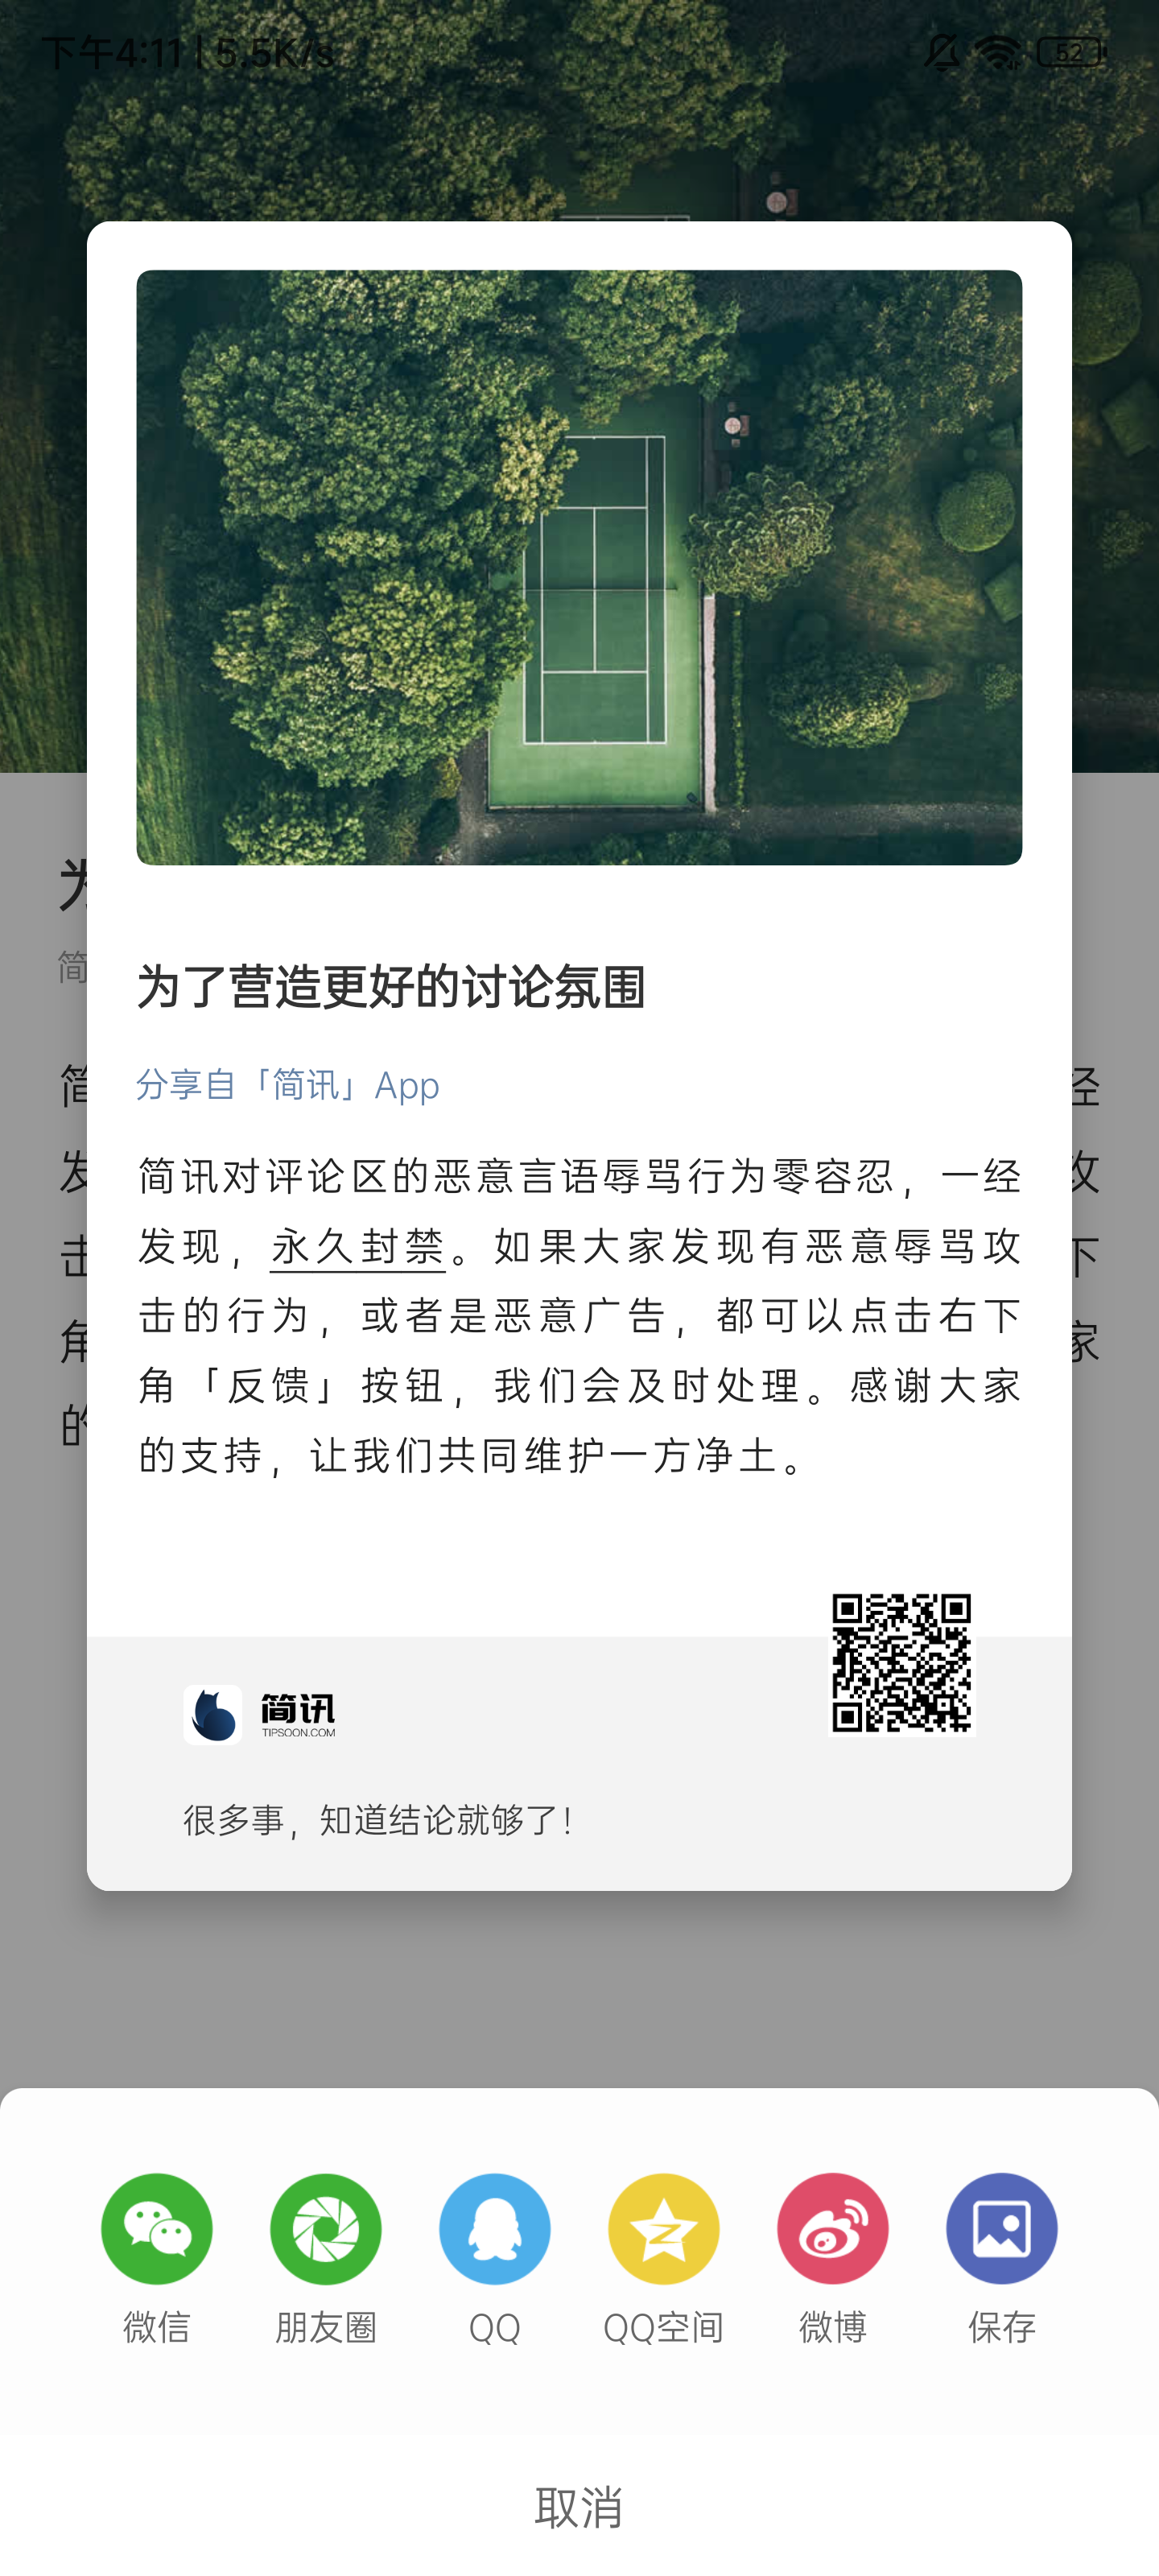 下午4:11 | 5.5K/s
52
为了营造更好的讨论氛围
分享自「简讯」App
简讯对评论区的恶意言语辱骂行为零容忍，一经
发现，永久封禁。如果大家发现有恶意辱骂攻
击的行为，或者是恶意广告，都可以点击右下
角「反馈」按钮，我们会及时处理。感谢大家
的支持，让我们共同维护一方净土。
简讯
TIPSOON.COM
很多事，知道结论就够了！
微信
朋友圈
QQ
QQ空间
微博
保存
取消